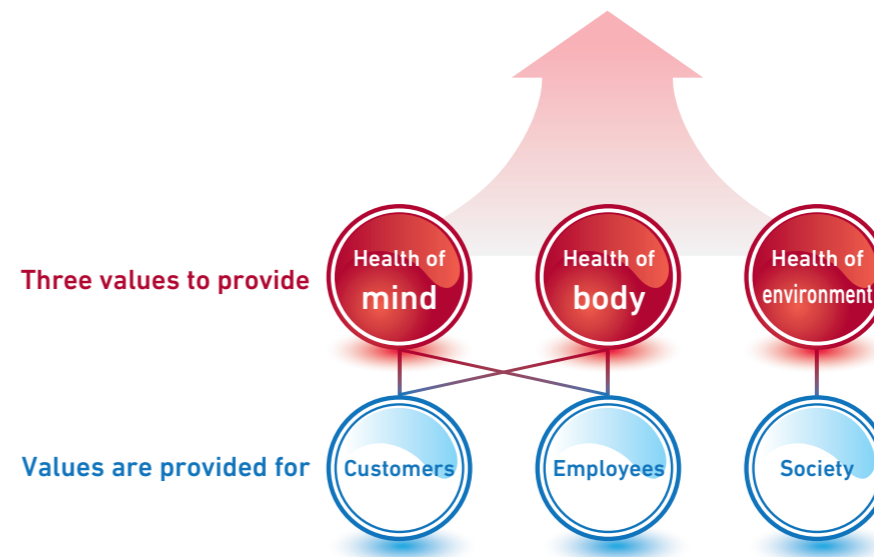 Three values to provide
Health of
mind
Health of
body
Health of
environment
Values are provided for
Customers
Employees
Society